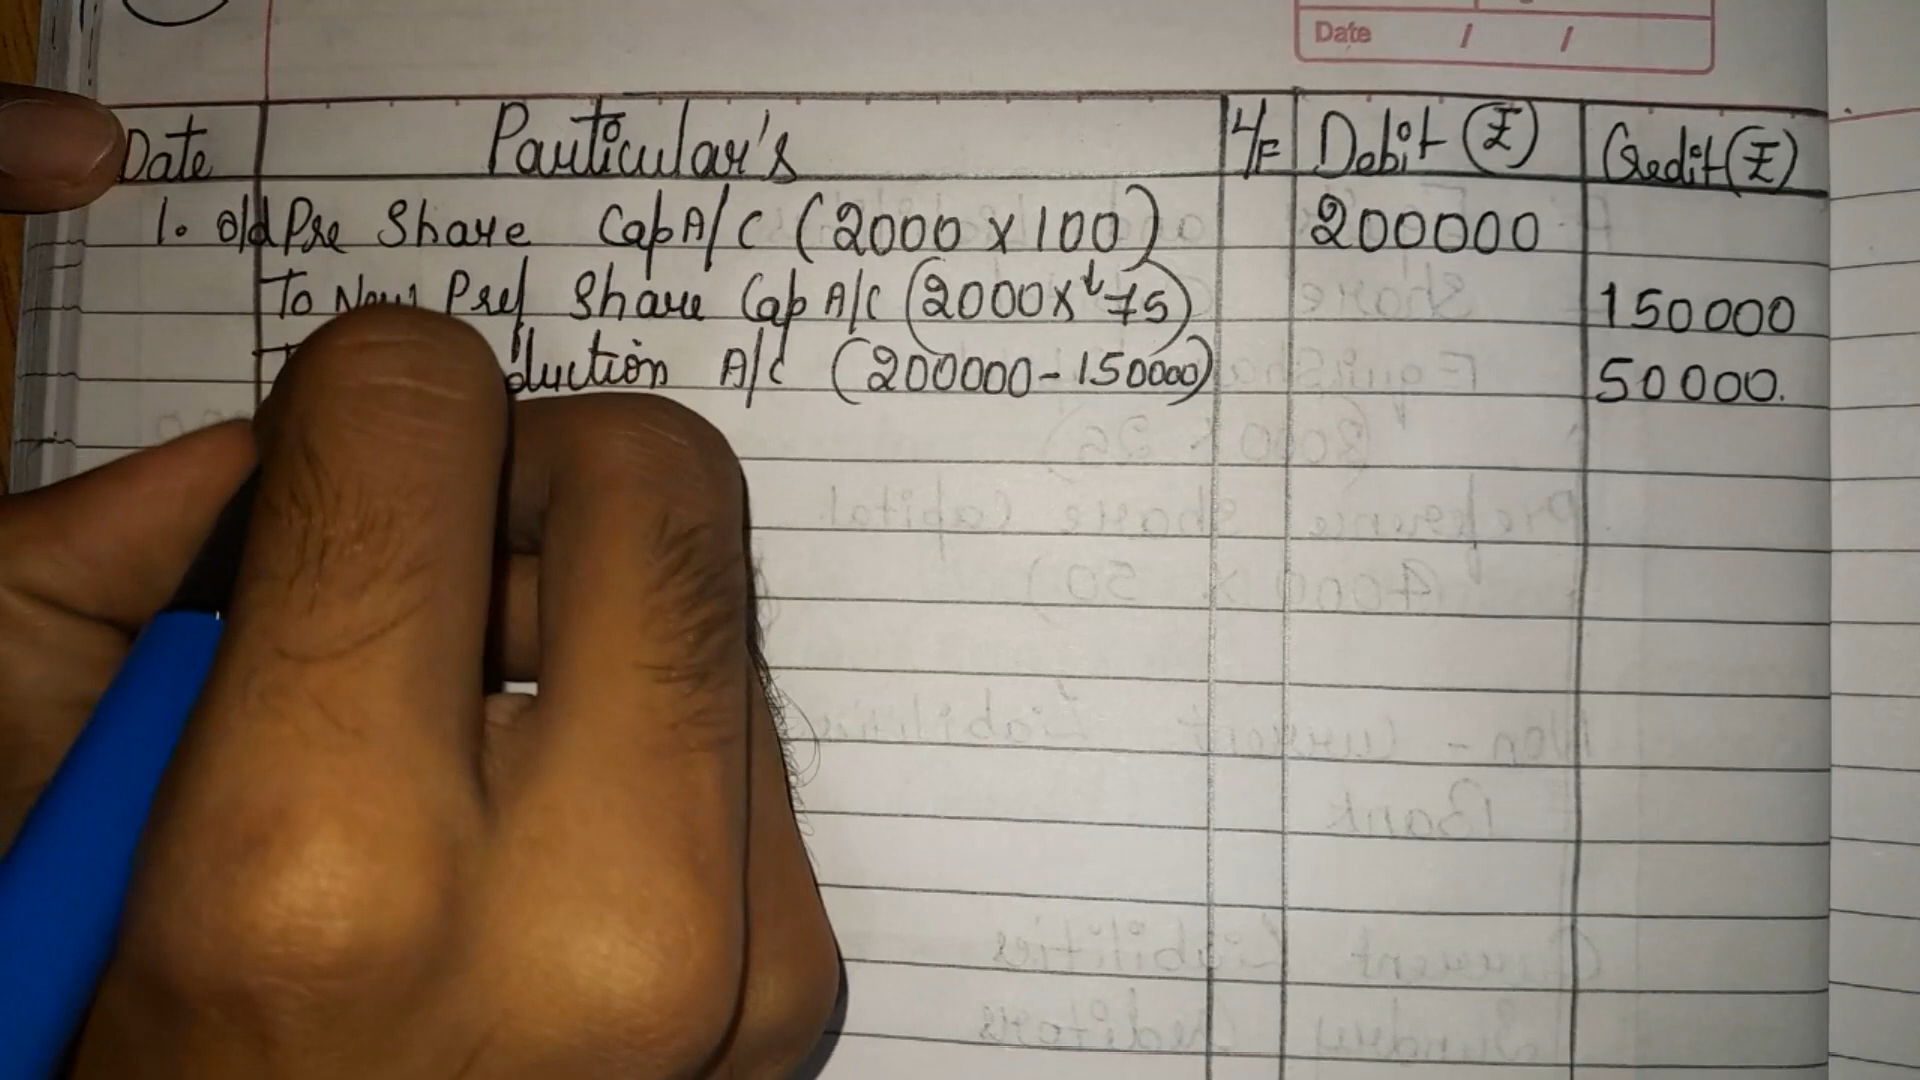 Date / /
Date Particular's L/F Debit (₹) Credit (₹)
1. old Pre Share Cap A/C (2000 x 100) 200000
To New Pref Share Cap A/C (2000 x 75) 150000
A/C (200000 - 150000) 50000.